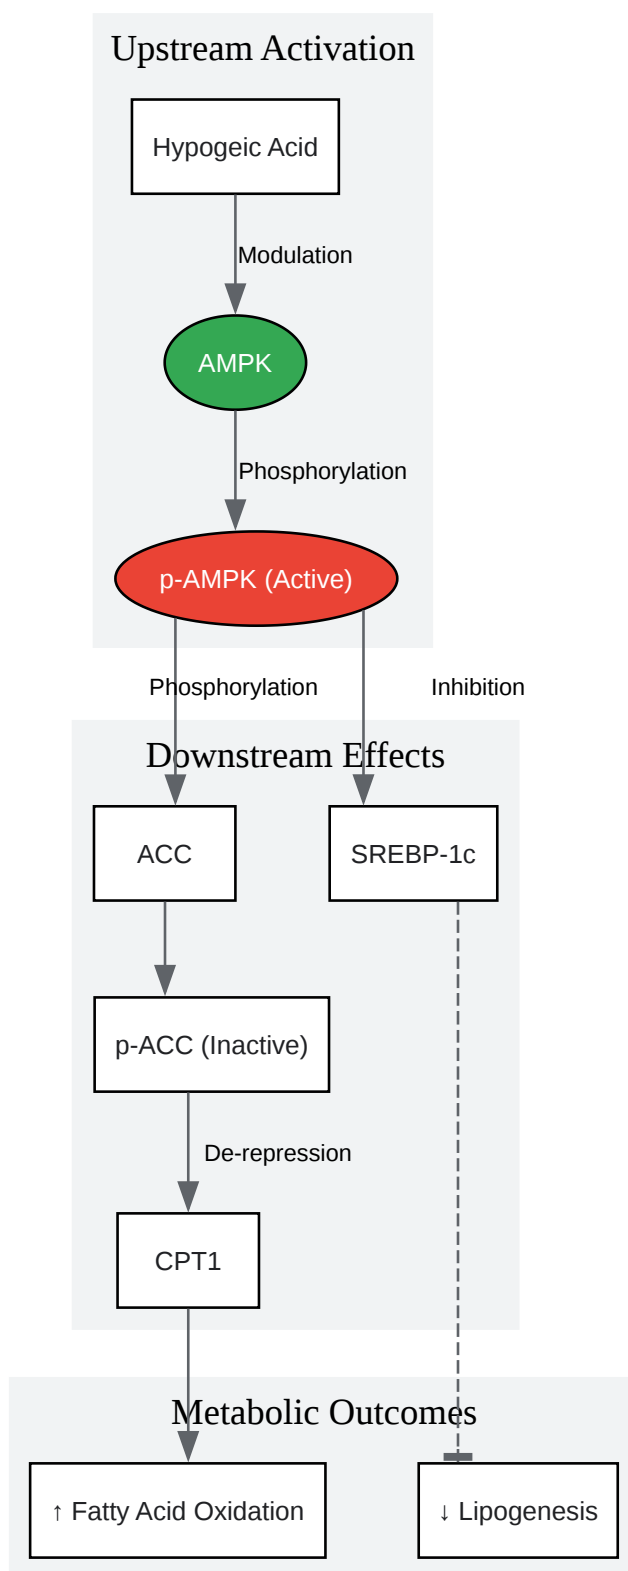 Upstream Activation
Hypogeic Acid
Modulation
AMPK
Phosphorylation
p-AMPK (Active)
Phosphorylation
Inhibition
Downstream Effects
ACC
SREBP-1c
p-ACC (Inactive)
De-repression
CPT1
Metabolic Outcomes
↑ Fatty Acid Oxidation
↓ Lipogenesis